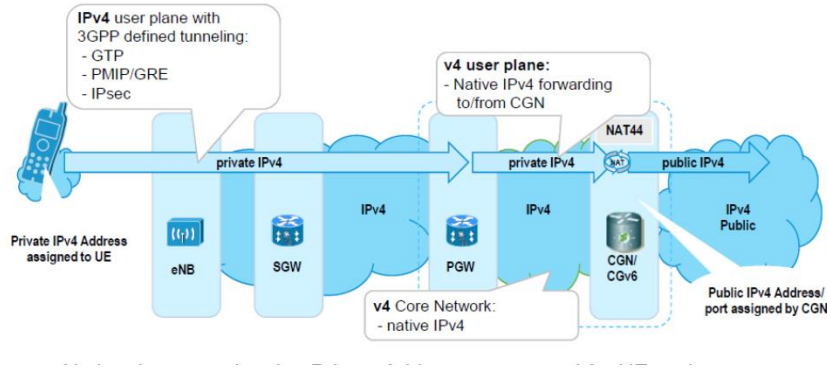 IPv4 user plane with
3GPP defined tunneling:
- GTP
- PMIP/GRE
- IPsec
v4 user plane:
- Native IPv4 forwarding
to/from CGN
NAT44
private IPv4
private IPv4
NAT
public IPv4
IPv4
IPv4
IPv4
Public
Private IPv4 Address
assigned to UE
eNB
SGW
PGW
CGN/
CGv6
v4 Core Network:
- native IPv4
Public IPv4 Address/
port assigned by CGN